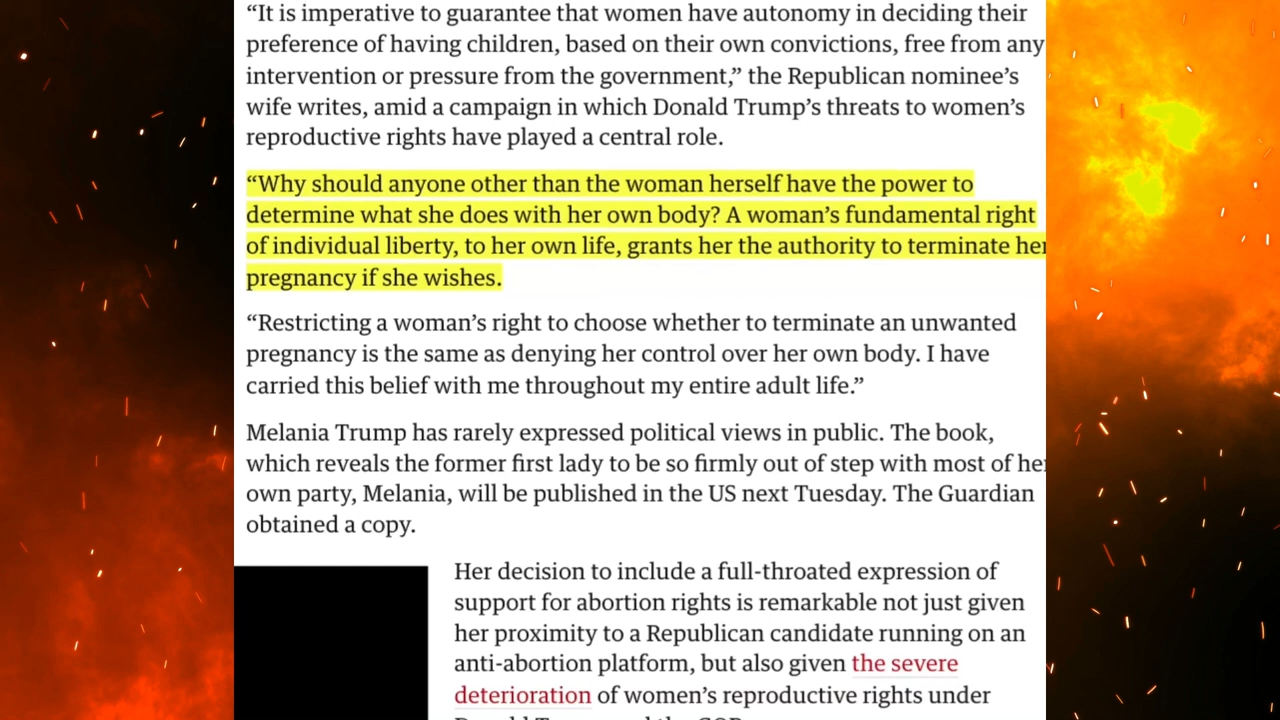 “It is imperative to guarantee that women have autonomy in deciding their
preference of having children, based on their own convictions, free from any
intervention or pressure from the government,” the Republican nominee’s
wife writes, amid a campaign in which Donald Trump’s threats to women’s
reproductive rights have played a central role.
“Why should anyone other than the woman herself have the power to
determine what she does with her own body? A woman’s fundamental right
of individual liberty, to her own life, grants her the authority to terminate her
pregnancy if she wishes.
“Restricting a woman’s right to choose whether to terminate an unwanted
pregnancy is the same as denying her control over her own body. I have
carried this belief with me throughout my entire adult life.”
Melania Trump has rarely expressed political views in public. The book,
which reveals the former first lady to be so firmly out of step with most of her
own party, Melania, will be published in the US next Tuesday. The Guardian
obtained a copy.
Her decision to include a full-throated expression of
support for abortion rights is remarkable not just given
her proximity to a Republican candidate running on an
anti-abortion platform, but also given the severe
deterioration of women’s reproductive rights under